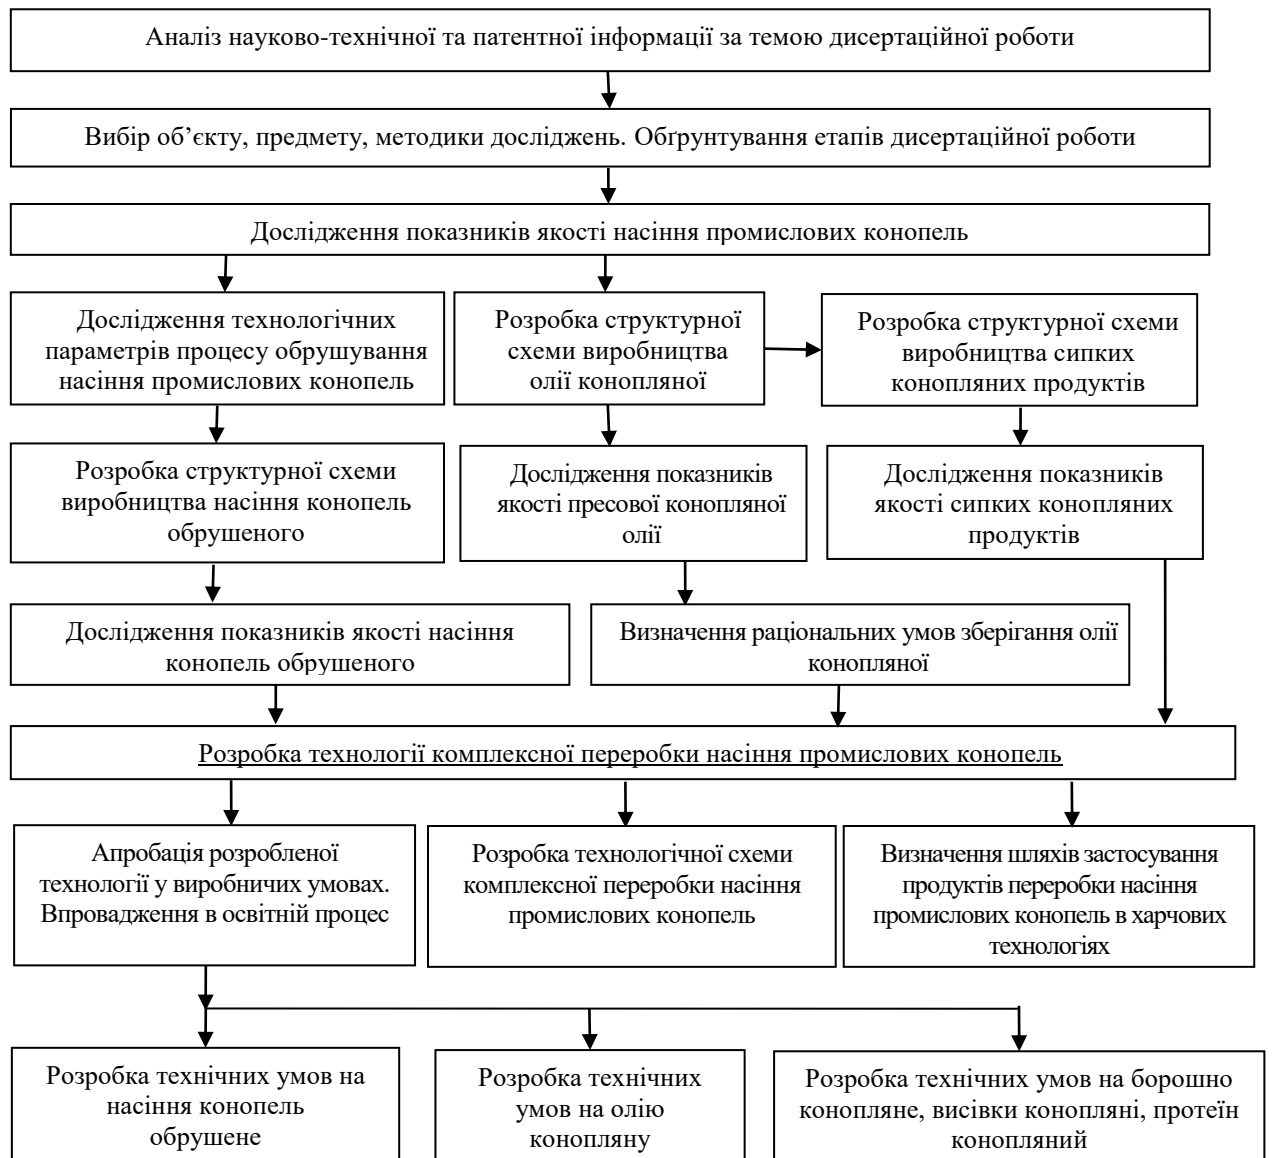 Аналіз науково-технічної та патентної інформації за темою дисертаційної роботи
Вибір об’єкту, предмету, методики досліджень. Обґрунтування етапів дисертаційної роботи
Дослідження показників якості насіння промислових конопель
Дослідження технологічних
параметрів процесу обрушування
насіння промислових конопель
Розробка структурної
схеми виробництва
олії конопляної
Розробка структурної схеми
виробництва сипких
конопляних продуктів
Розробка структурної схеми
виробництва насіння конопель
обрушеного
Дослідження показників
якості пресової конопляної
олії
Дослідження показників
якості сипких конопляних
продуктів
Дослідження показників якості насіння
конопель обрушеного
Визначення раціональних умов зберігання олії
конопляної
Розробка технології комплексної переробки насіння промислових конопель
Апробація розробленої
технології у виробничих умовах.
Впровадження в освітній процес
Розробка технологічної схеми
комплексної переробки насіння
промислових конопель
Визначення шляхів застосування
продуктів переробки насіння
промислових конопель в харчових
технологіях
Розробка технічних умов на
насіння конопель
обрушене
Розробка технічних
умов на олію
конопляну
Розробка технічних умов на борошно
конопляне, висівки конопляні, протеїн
конопляний